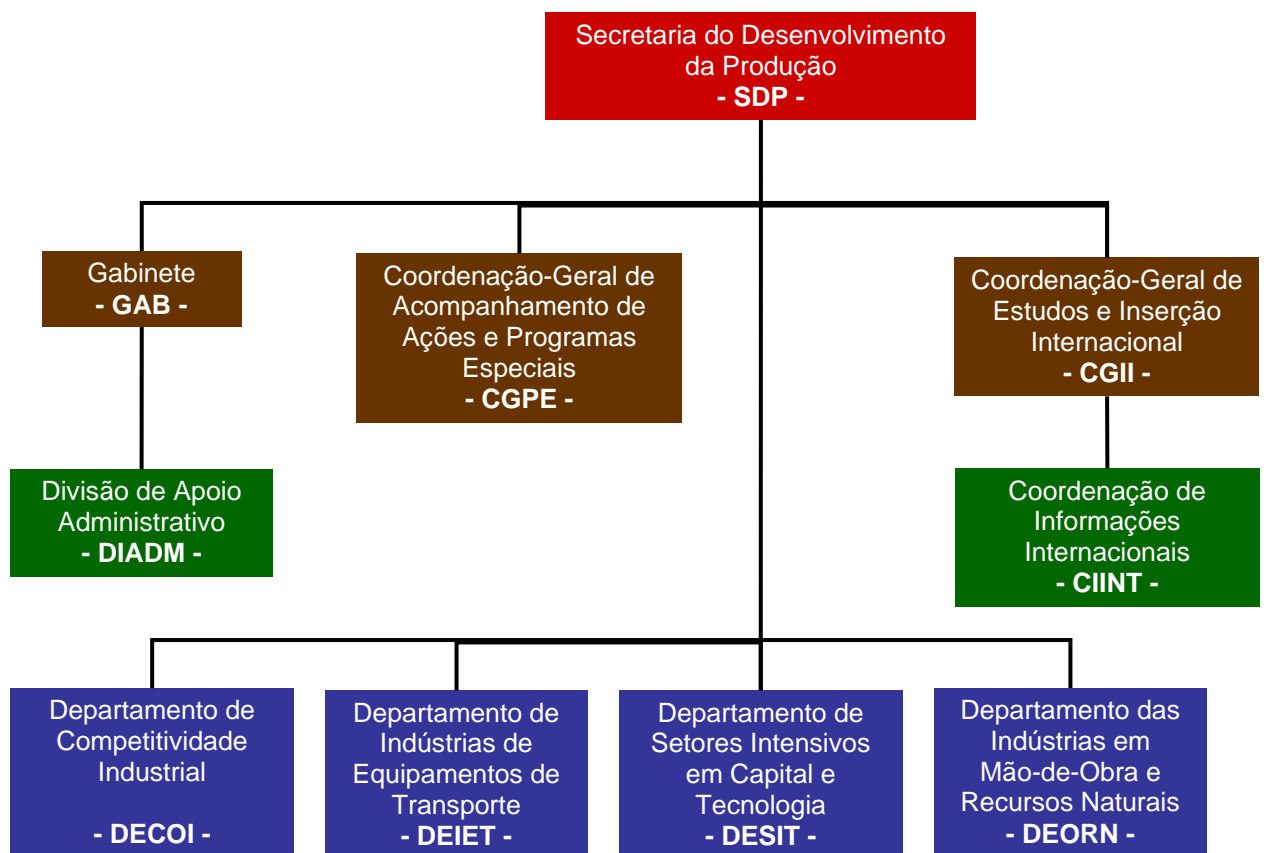 Secretaria do Desenvolvimento
da Produção
- SDP -
Gabinete
- GAB -
Coordenação-Geral de
Acompanhamento de
Ações e Programas
Especiais
- CGPE -
Coordenação-Geral de
Estudos e Inserção
Internacional
- CGII -
Divisão de Apoio
Administrativo
- DIADM -
Coordenação de
Informações
Internacionais
- CIINT -
Departamento de
Competitividade
Industrial
- DECOI -
Departamento de
Indústrias de
Equipamentos de
Transporte
- DEIET -
Departamento de
Setores Intensivos
em Capital e
Tecnologia
- DESIT -
Departamento das
Indústrias em
Mão-de-Obra e
Recursos Naturais
- DEORN -